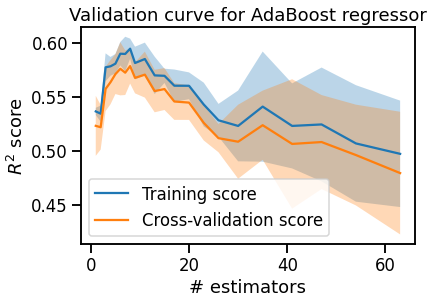 Validation curve for AdaBoost regressor
0.60
0.55
0.50
0.45
R² score
Training score
Cross-validation score
0 20 40 60
# estimators